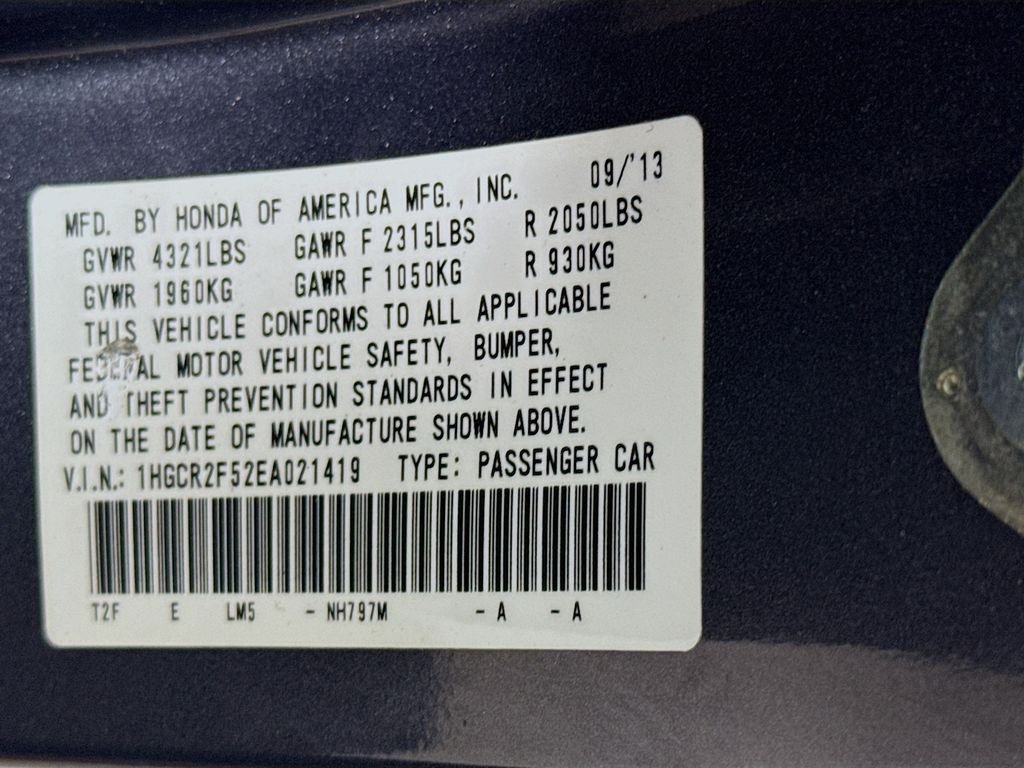 09/'13
MFD. BY HONDA OF AMERICA MFG., INC.
GVWR 4321LBS GAWR F 2315LBS R 2050LBS
GVWR 1960KG GAWR F 1050KG R 930KG
THIS VEHICLE CONFORMS TO ALL APPLICABLE
FEDERAL MOTOR VEHICLE SAFETY, BUMPER,
AND THEFT PREVENTION STANDARDS IN EFFECT
ON THE DATE OF MANUFACTURE SHOWN ABOVE.
V.I.N.: 1HGCR2F52EA021419 TYPE: PASSENGER CAR
T2F E LM5 - NH797M - A - A